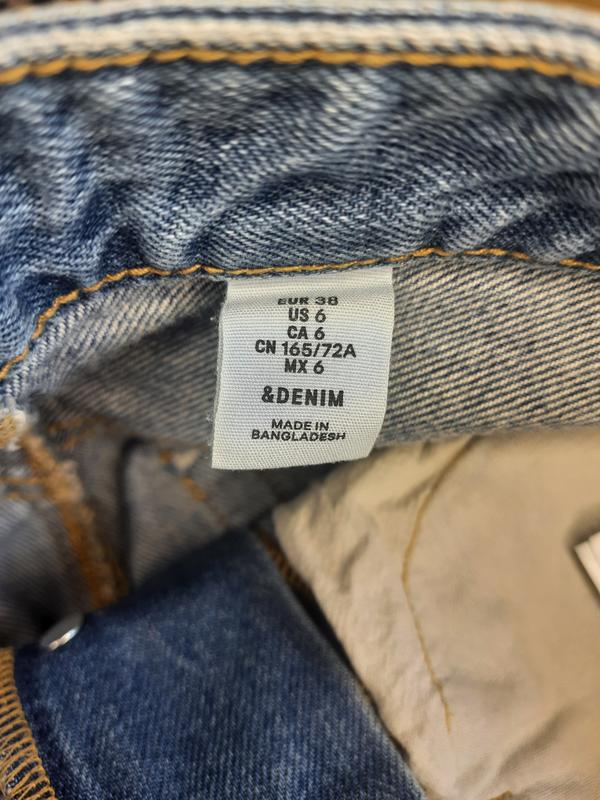 EUR 38
US 6
CA 6
CN 165/72A
MX 6
&DENIM
MADE IN
BANGLADESH